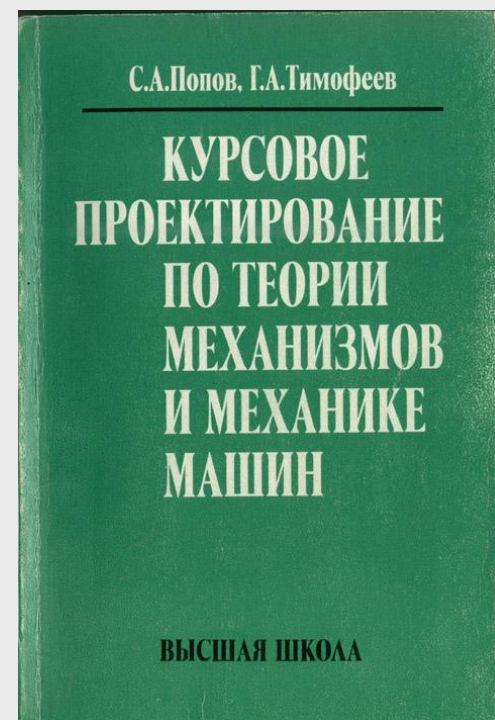 С.А.Попов, Г.А.Тимофеев
КУРСОВОЕ
ПРОЕКТИРОВАНИЕ
ПО ТЕОРИИ
МЕХАНИЗМОВ
И МЕХАНИКЕ
МАШИН
ВЫСШАЯ ШКОЛА